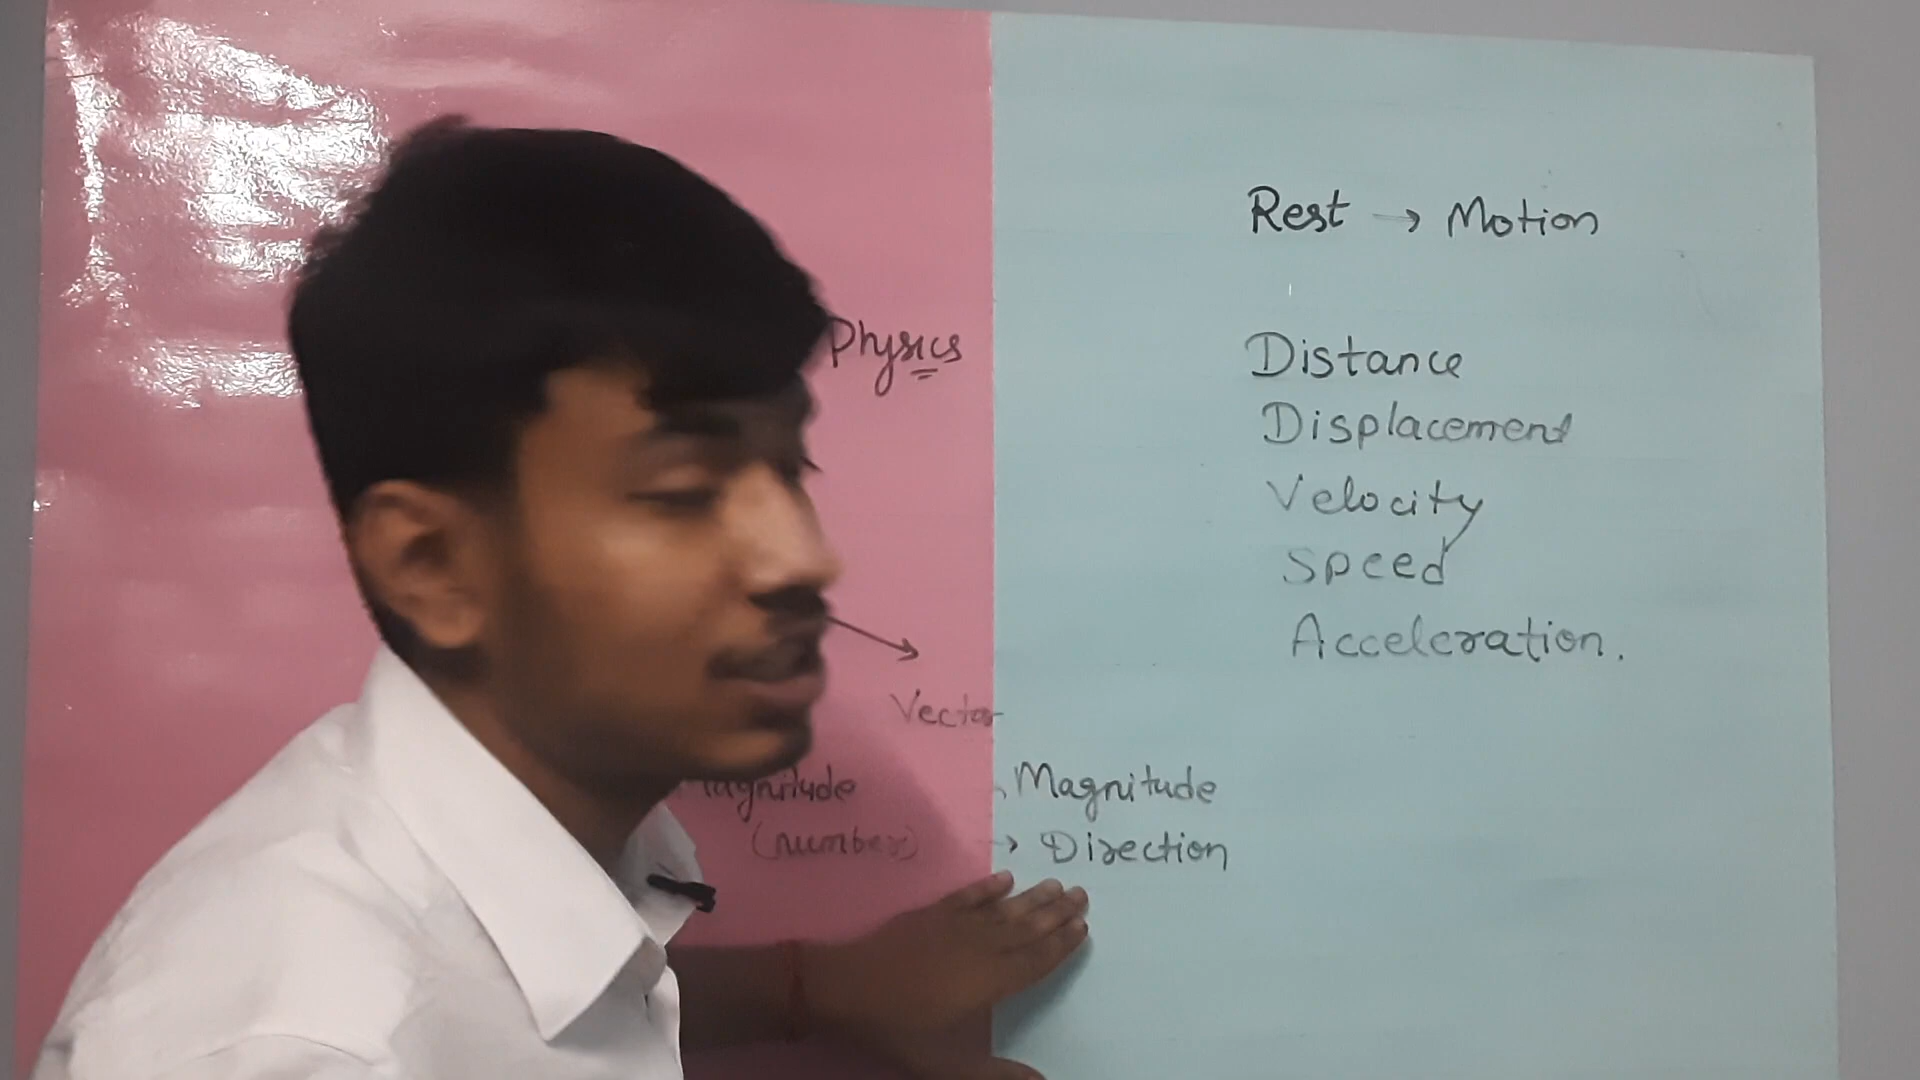 Physics
Vector
Magnitude
(number)
Rest → Motion
Distance
Displacement
Velocity
Speed
Acceleration.
Magnitude
→ Direction